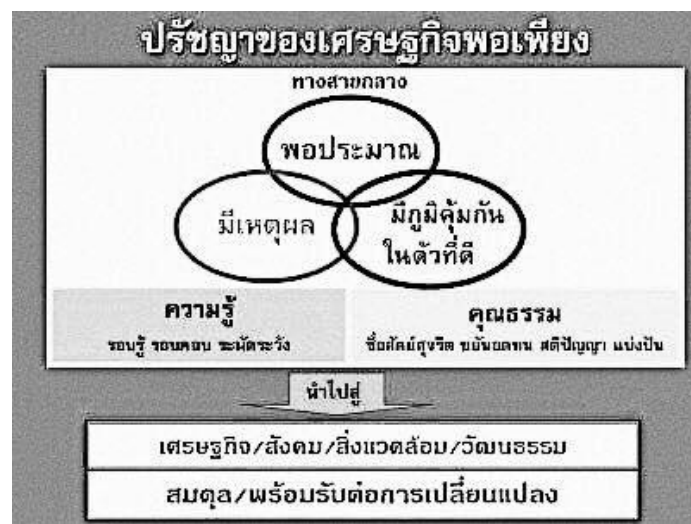 ปรัชญาของเศรษฐกิจพอเพียง
ทางสายกลาง
พอประมาณ
มีเหตุผล
มีภูมิคุ้มกัน
ในตัวที่ดี
ความรู้
รอบรู้ รอบคอบ ระมัดระวัง
คุณธรรม
ซื่อสัตย์สุจริต ขยันอดทน สติปัญญา แบ่งปัน
นำไปสู่
เศรษฐกิจ/สังคม/สิ่งแวดล้อม/วัฒนธรรม
สมดุล/พร้อมรับต่อการเปลี่ยนแปลง